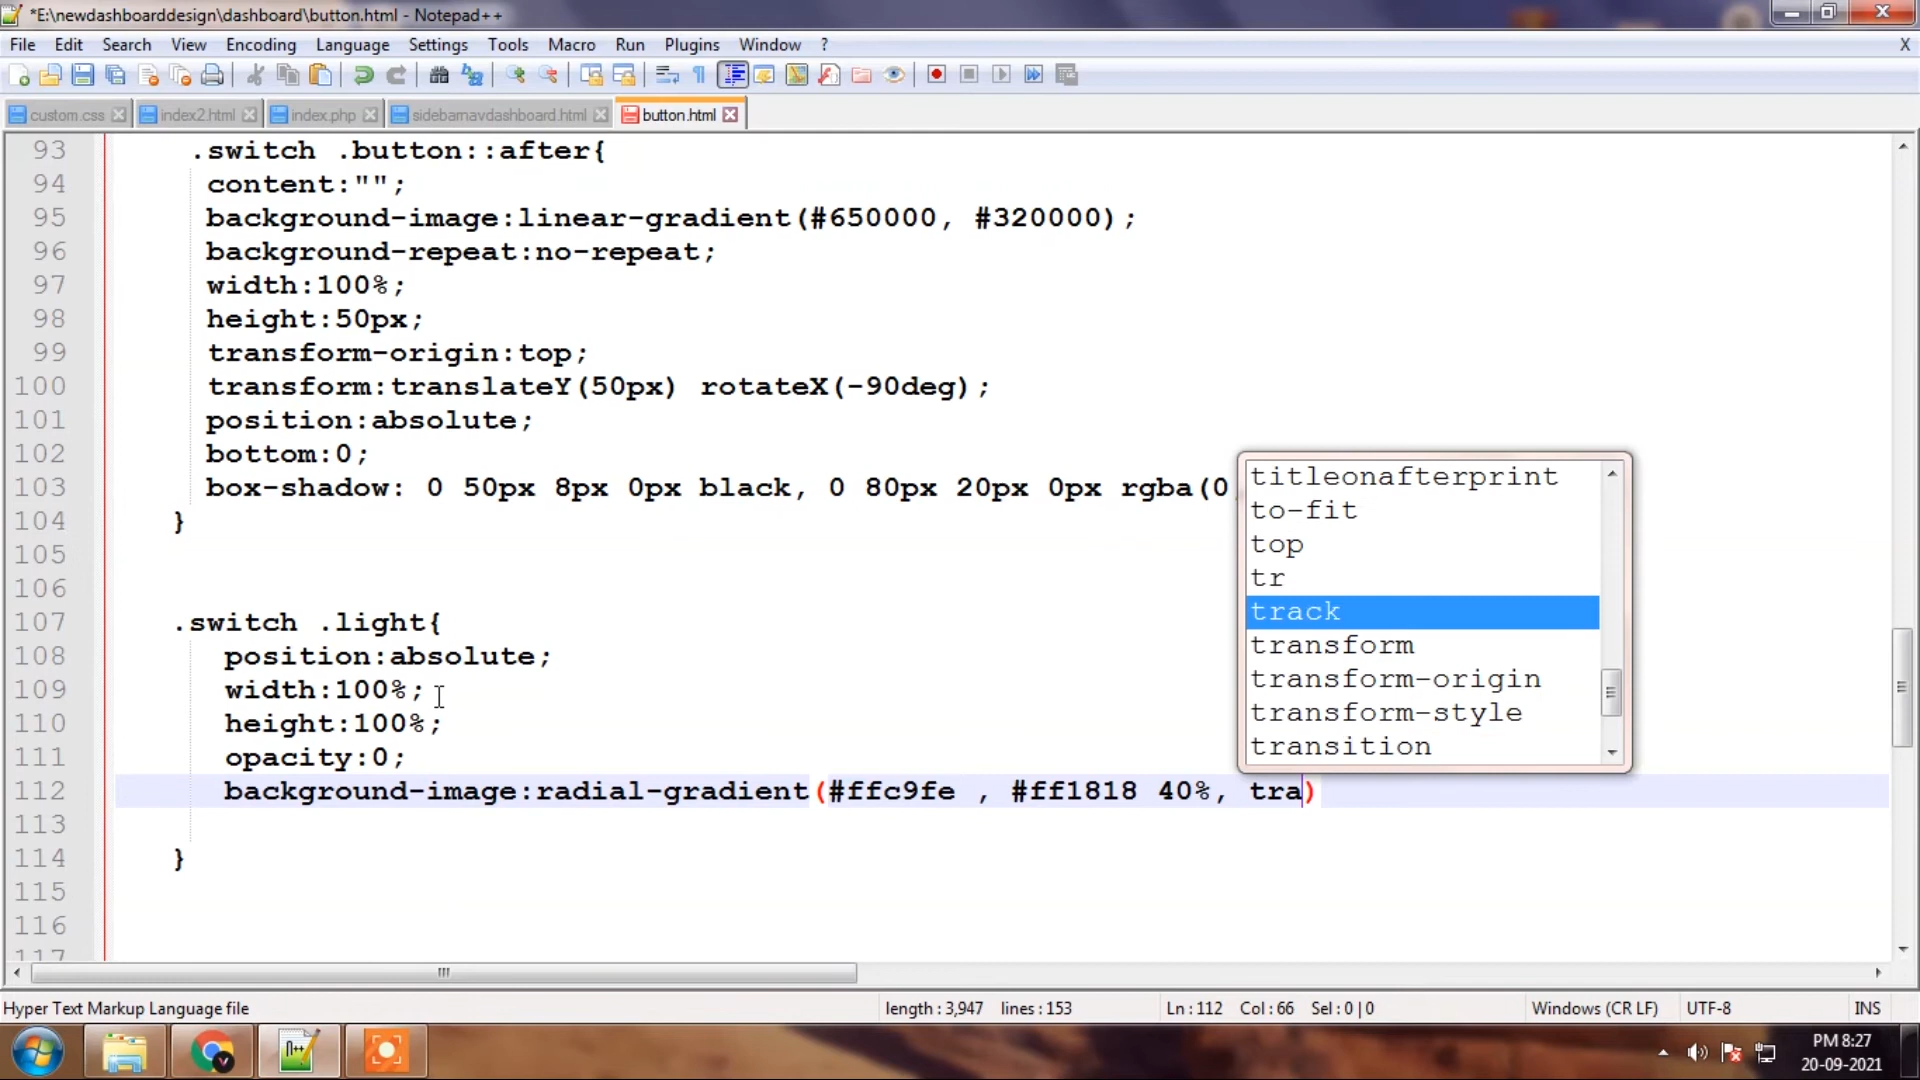 *E:\newdashboarddesign\dashboard\button.html - Notepad++
File Edit Search View Encoding Language Settings Tools Macro Run Plugins Window ? X
custom.css index2.html index.php sidebarnavdashboard.html button.html
93 .switch .button::after{
94 content:"";
95 background-image:linear-gradient(#650000, #320000);
96 background-repeat:no-repeat;
97 width:100%;
98 height:50px;
99 transform-origin:top;
100 transform:translateY(50px) rotateX(-90deg);
101 position:absolute;
102 bottom:0;
103 box-shadow: 0 50px 8px 0px black, 0 80px 20px 0px rgba(0
104 }
105
106
107 .switch .light{
108 position:absolute;
109 width:100%;
110 height:100%;
111 opacity:0;
112 background-image:radial-gradient(#ffc9fe , #ff1818 40%, tra)
113
114 }
115
116
117
titleonafterprint
to-fit
top
tr
track
transform
transform-origin
transform-style
transition
Hyper Text Markup Language file length : 3,947 lines : 153 Ln : 112 Col : 66 Sel : 0 | 0 Windows (CR LF) UTF-8 INS
PM 8:27
20-09-2021